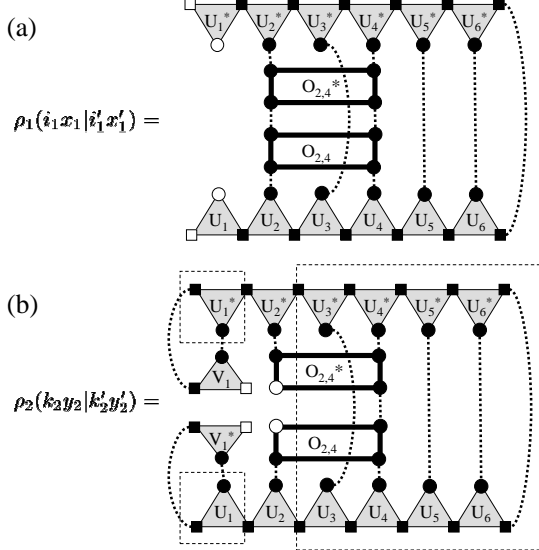 (a)
U₁* U₂* U₃* U₄* U₅* U₆*
O₂,₄*
ρ₁(i₁x₁|i′₁x′₁) =
O₂,₄
U₁ U₂ U₃ U₄ U₅ U₆
(b)
U₁* U₂* U₃* U₄* U₅* U₆*
V₁ O₂,₄*
ρ₂(k₂y₂|k′₂y′₂) =
V₁* O₂,₄
U₁ U₂ U₃ U₄ U₅ U₆